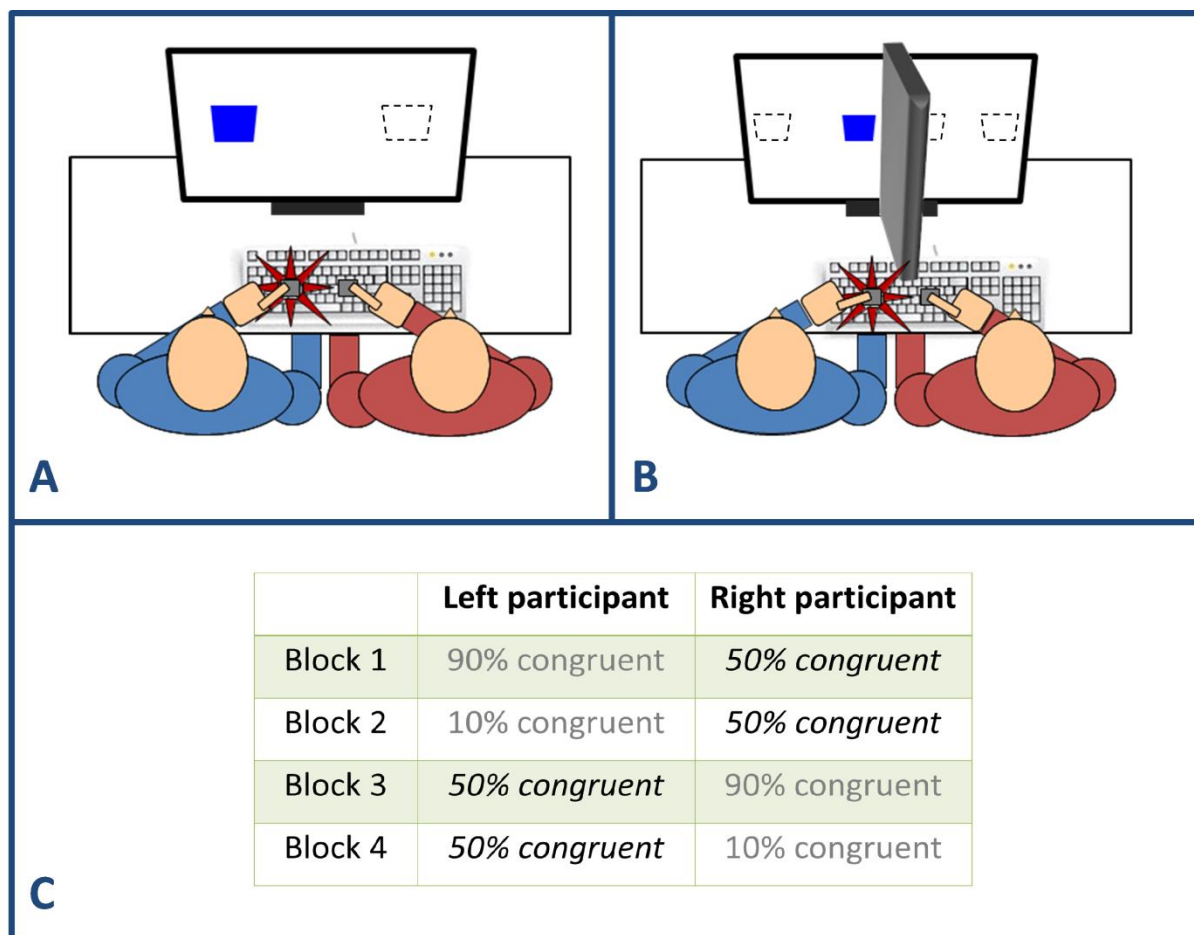 A
B
Left participant Right participant
Block 1 90% congruent 50% congruent
Block 2 10% congruent 50% congruent
Block 3 50% congruent 90% congruent
Block 4 50% congruent 10% congruent
C